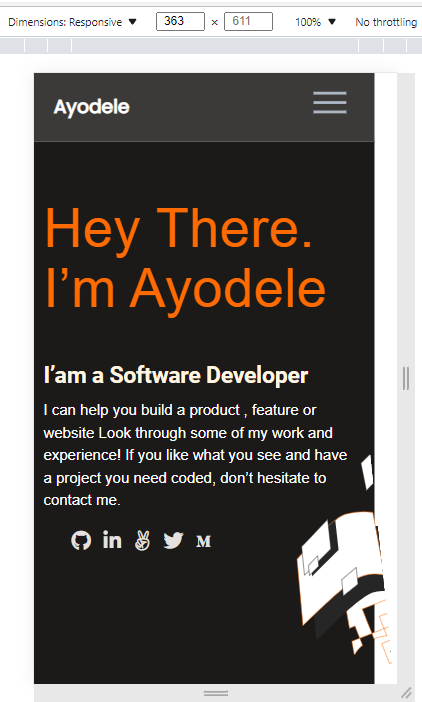 Dimensions: Responsive ▼ 363 × 611 100% ▼ No throttling
Ayodele
Hey There.
I’m Ayodele
I’am a Software Developer
I can help you build a product , feature or
website Look through some of my work and
experience! If you like what you see and have
a project you need coded, don’t hesitate to
contact me.
in M